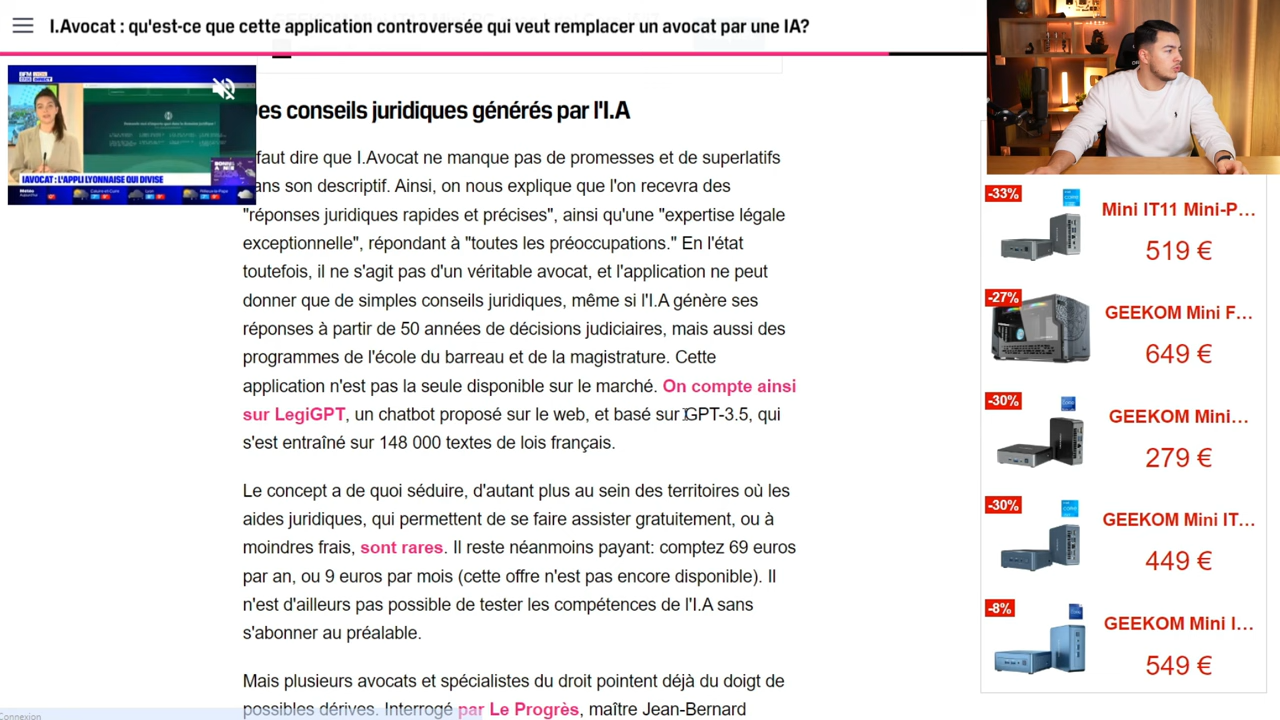 I.Avocat : qu'est-ce que cette application controversée qui veut remplacer un avocat par une IA?
BFM
DIRECT
IAVOCAT : L'APPLI LYONNAISE QUI DIVISE
Météo
Lyon
es conseils juridiques générés par l'I.A
faut dire que I.Avocat ne manque pas de promesses et de superlatifs
ans son descriptif. Ainsi, on nous explique que l'on recevra des
"réponses juridiques rapides et précises", ainsi qu'une "expertise légale
exceptionnelle", répondant à "toutes les préoccupations." En l'état
toutefois, il ne s'agit pas d'un véritable avocat, et l'application ne peut
donner que de simples conseils juridiques, même si l'I.A génère ses
réponses à partir de 50 années de décisions judiciaires, mais aussi des
programmes de l'école du barreau et de la magistrature. Cette
application n'est pas la seule disponible sur le marché. On compte ainsi
sur LegiGPT, un chatbot proposé sur le web, et basé sur GPT-3.5, qui
s'est entraîné sur 148 000 textes de lois français.
Le concept a de quoi séduire, d'autant plus au sein des territoires où les
aides juridiques, qui permettent de se faire assister gratuitement, ou à
moindres frais, sont rares. Il reste néanmoins payant: comptez 69 euros
par an, ou 9 euros par mois (cette offre n'est pas encore disponible). Il
n'est d'ailleurs pas possible de tester les compétences de l'I.A sans
s'abonner au préalable.
Mais plusieurs avocats et spécialises du droit pointent déjà du doigt de
possibles dérives. Interrogé par Le Progrès, maître Jean-Bernard
Connexion
-33%
Mini IT11 Mini-P...
519 €
-27%
GEEKOM Mini F...
649 €
-30%
GEEKOM Mini...
279 €
-30%
GEEKOM Mini IT...
449 €
-8%
GEEKOM Mini I...
549 €